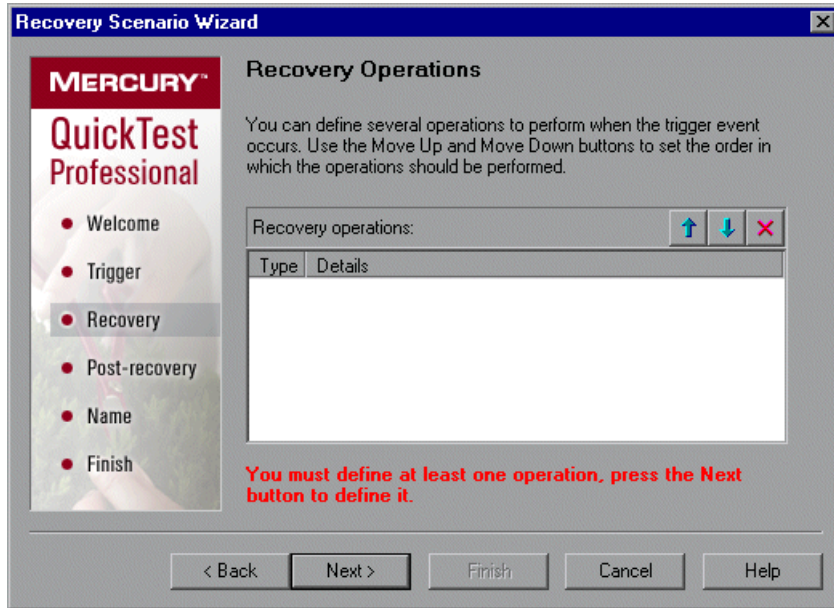 Recovery Scenario Wizard
MERCURY™
QuickTest
Professional
Welcome
Trigger
Recovery
Post-recovery
Name
Finish
Recovery Operations
You can define several operations to perform when the trigger event
occurs. Use the Move Up and Move Down buttons to set the order in
which the operations should be performed.
Recovery operations:
Type Details
You must define at least one operation, press the Next
button to define it.
< Back Next > Finish Cancel Help